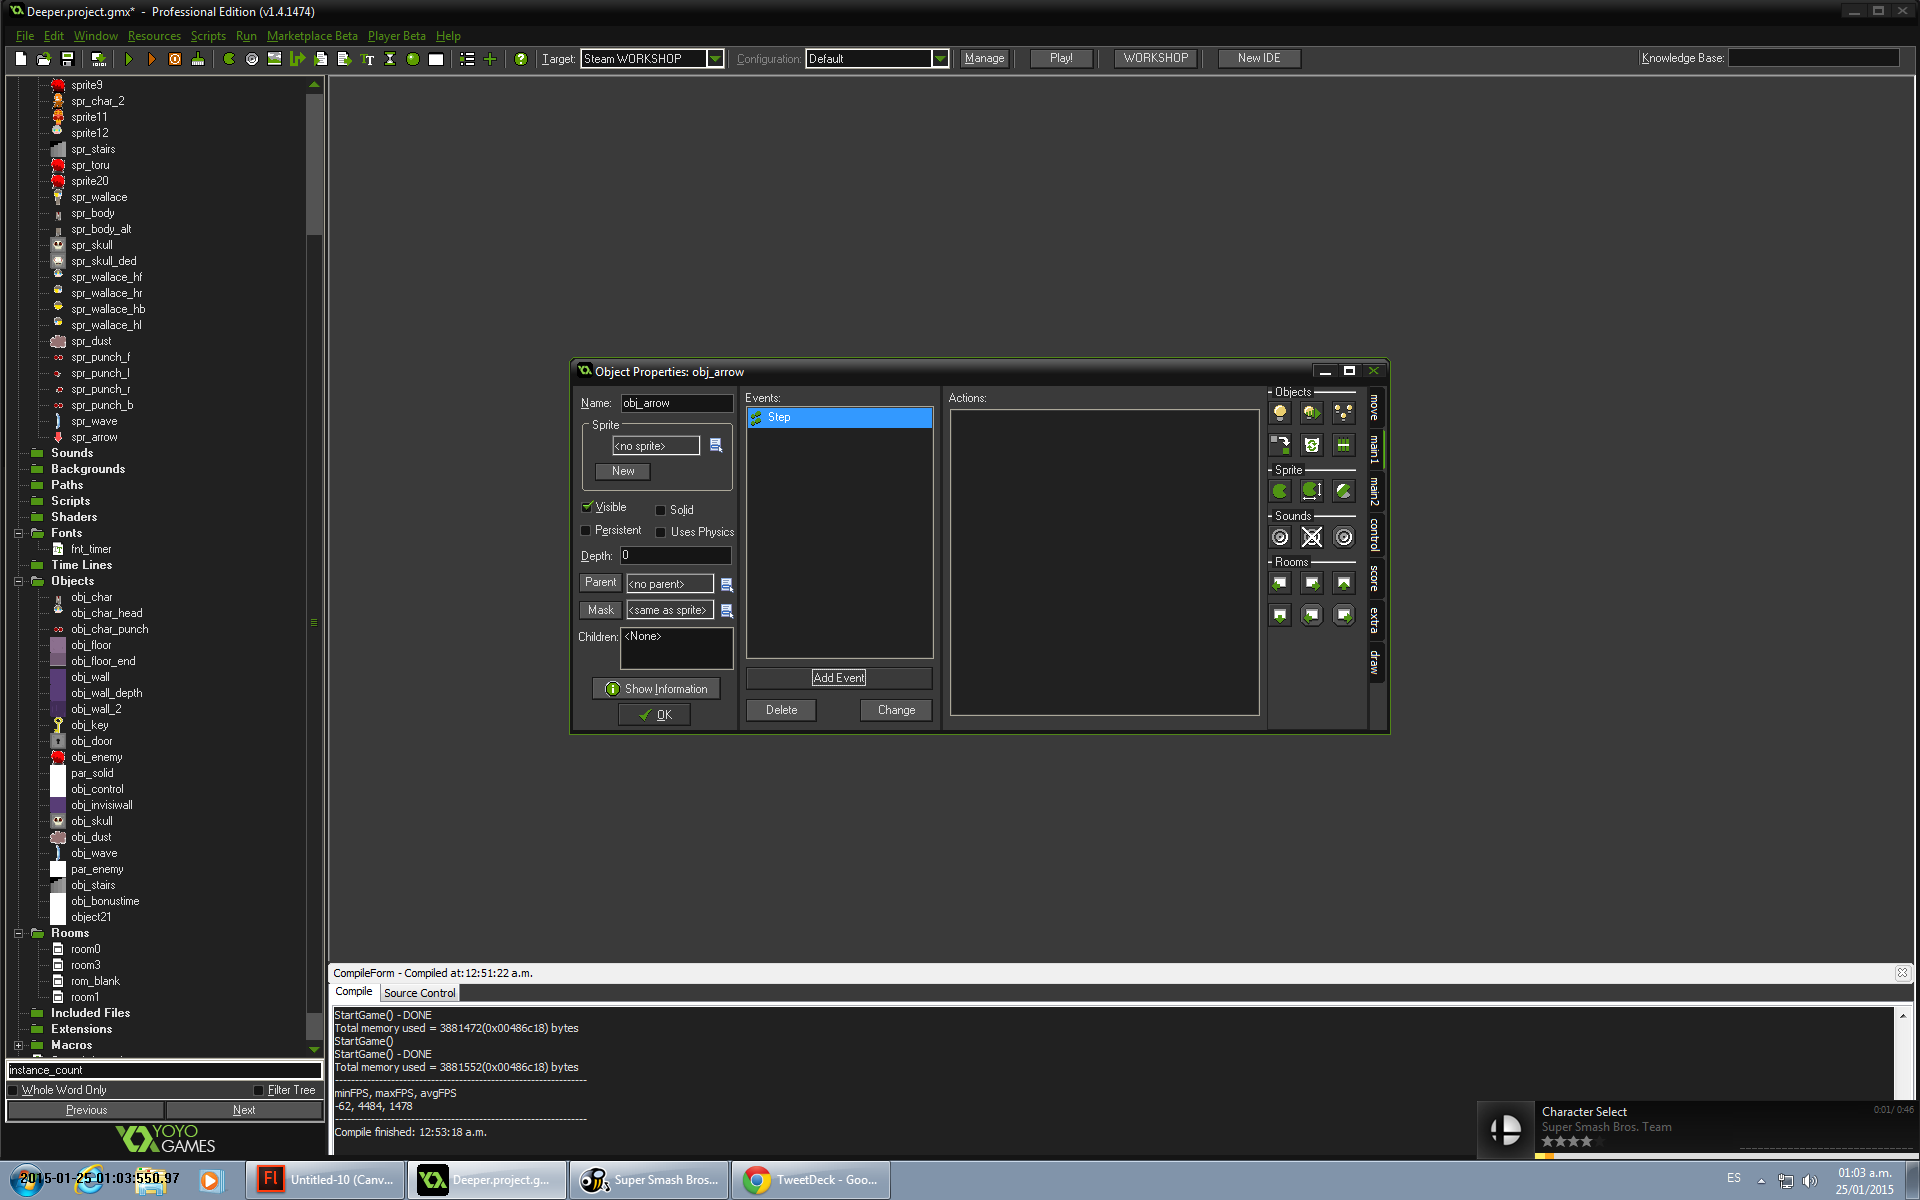 Deeper.project.gmx* - Professional Edition (v1.4.1474)
File Edit Window Resources Scripts Run Marketplace Beta Player Beta Help
Target: Steam WORKSHOP Configuration: Default Manage Play! WORKSHOP New IDE Knowledge Base:
sprite9
spr_char_2
sprite11
sprite12
spr_stairs
spr_toru
sprite20
spr_wallace
spr_body
spr_body_alt
spr_skull
spr_skull_ded
spr_wallace_hf
spr_wallace_hr
spr_wallace_hb
spr_wallace_hl
spr_dust
spr_punch_f
spr_punch_l
spr_punch_r
spr_punch_b
spr_wave
spr_arrow
Sounds
Backgrounds
Paths
Scripts
Shaders
Fonts
fnt_timer
Time Lines
Objects
obj_char
obj_char_head
obj_char_punch
obj_floor
obj_floor_end
obj_wall
obj_wall_depth
obj_wall_2
obj_key
obj_door
obj_enemy
par_solid
obj_control
obj_invisiwall
obj_skull
obj_dust
obj_wave
par_enemy
obj_stairs
obj_bonustime
object21
Rooms
room0
room3
rom_blank
room1
Included Files
Extensions
Macros
instance_count
Whole Word Only Filter Tree
Previous Next
YOYO
GAMES
Object Properties: obj_arrow
Name: obj_arrow
Sprite
<no sprite>
New
Visible Solid
Persistent Uses Physics
Depth: 0
Parent <no parent>
Mask <same as sprite>
Children: <None>
Show Information
OK
Events:
Step
Add Event
Delete Change
Actions:
Objects
Sprite
Sounds
Rooms
move
main1
main2
control
score
extra
draw
CompileForm - Compiled at: 12:51:22 a.m.
Compile Source Control
StartGame() - DONE
Total memory used = 3881472(0x00486c18) bytes
StartGame()
StartGame() - DONE
Total memory used = 3881552(0x00486c18) bytes
minFPS, maxFPS, avgFPS
-62, 4484, 1478
Compile finished: 12:53:18 a.m.
Character Select 0:01/ 0:46
Super Smash Bros. Team
2015-01-25 01:03:550.97
Fl Untitled-10 (Canv...
Deeper.project.g...
Super Smash Bros...
TweetDeck - Goo...
ES
01:03 a.m.
25/01/2015